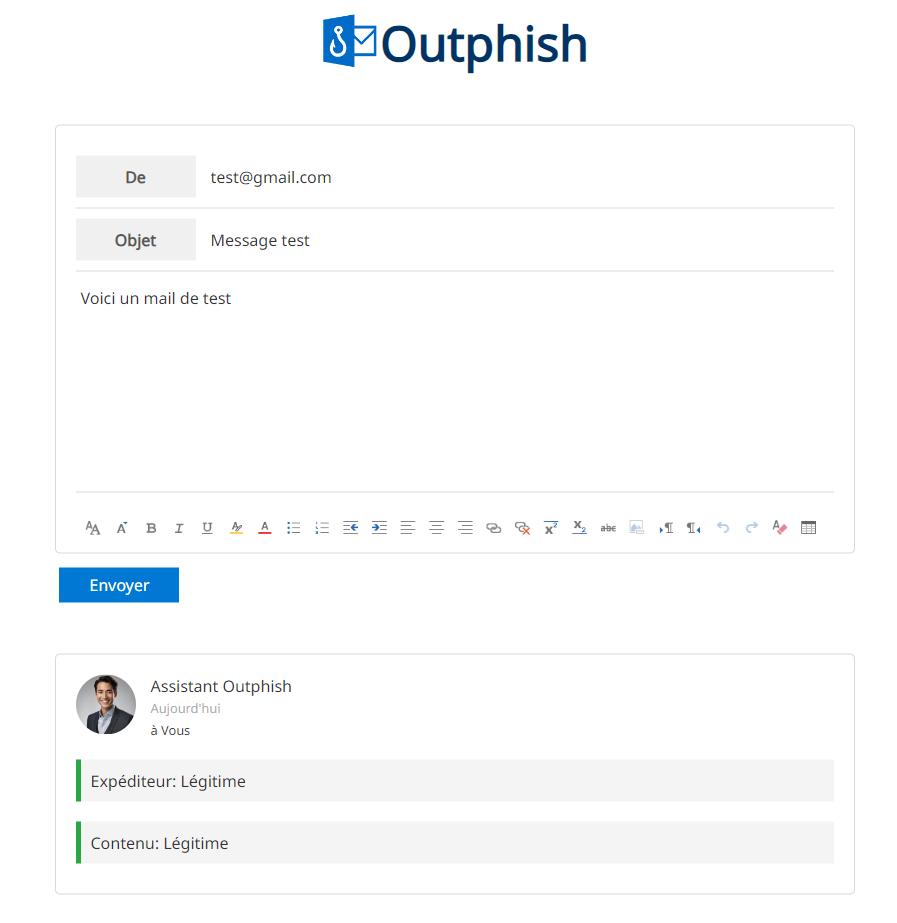 Outphish
De test@gmail.com
Objet Message test
Voici un mail de test
Envoyer
Assistant Outphish
Aujourd'hui
à Vous
Expéditeur: Légitime
Contenu: Légitime